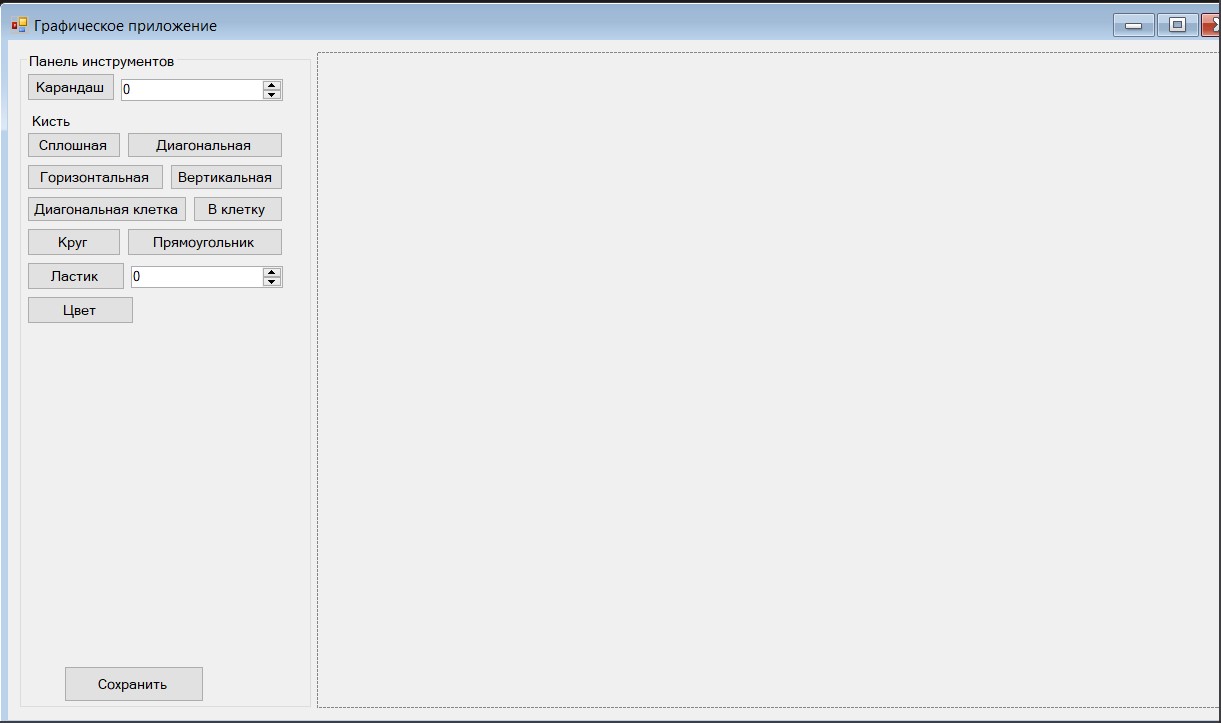 Графическое приложение
Панель инструментов
Карандаш 0
Кисть
Сплошная Диагональная
Горизонтальная Вертикальная
Диагональная клетка В клетку
Круг Прямоугольник
Ластик 0
Цвет
Сохранить